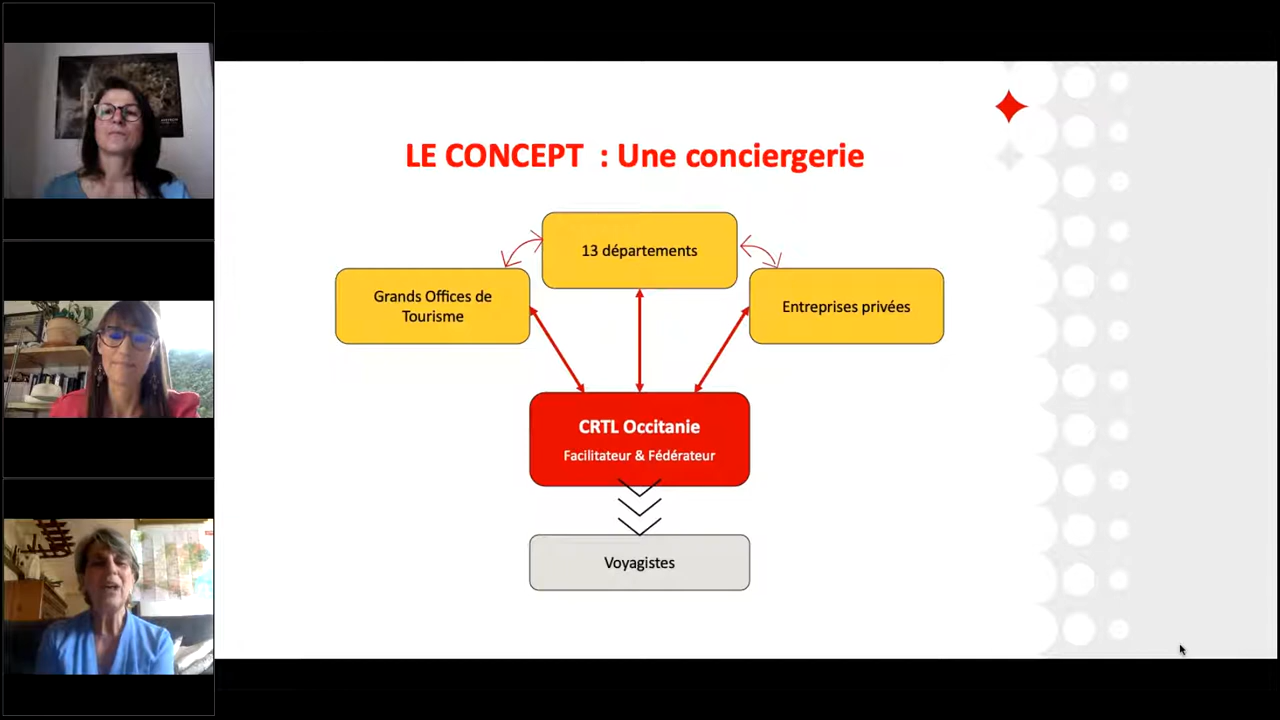 LE CONCEPT : Une conciergerie
13 départements
Grands Offices de
Tourisme
Entreprises privées
CRTL Occitanie
Facilitateur & Fédérateur
Voyagistes